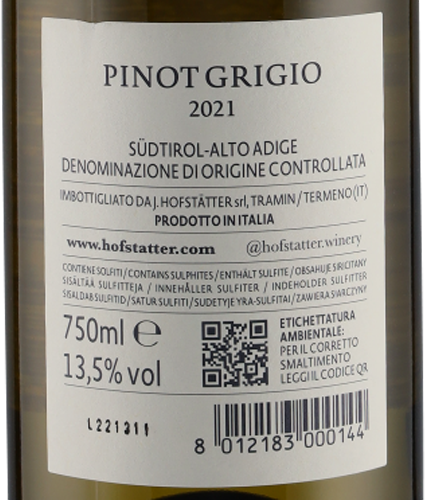 PINOT GRIGIO
2021
SÜDTIROL-ALTO ADIGE
DENOMINAZIONE DI ORIGINE CONTROLLATA
IMBOTTIGLIATO DA J. HOFSTÄTTER srl, TRAMIN / TERMENO (IT)
PRODOTTO IN ITALIA
www.hofstatter.com @hofstatter.winery
CONTIENE SOLFITI / CONTAINS SULPHITES / ENTHÄLT SULFITE / OBSAHUJE SIRICITANY
SISÄLTÄÄ SULFITTEJA / INNEHÅLLER SULFITER / INDEHOLDER SULFITTER
SISALDAB SULFITID / SATUR SULFITI / SUDETYJE YRA-SULFITAI / ZAWIERA SIARCZYNY
750ml e
13,5% vol
ETICHETTATURA
AMBIENTALE:
PER IL CORRETTO
SMALTIMENTO
LEGGI IL CODICE QR
L221311
8 012183 000144